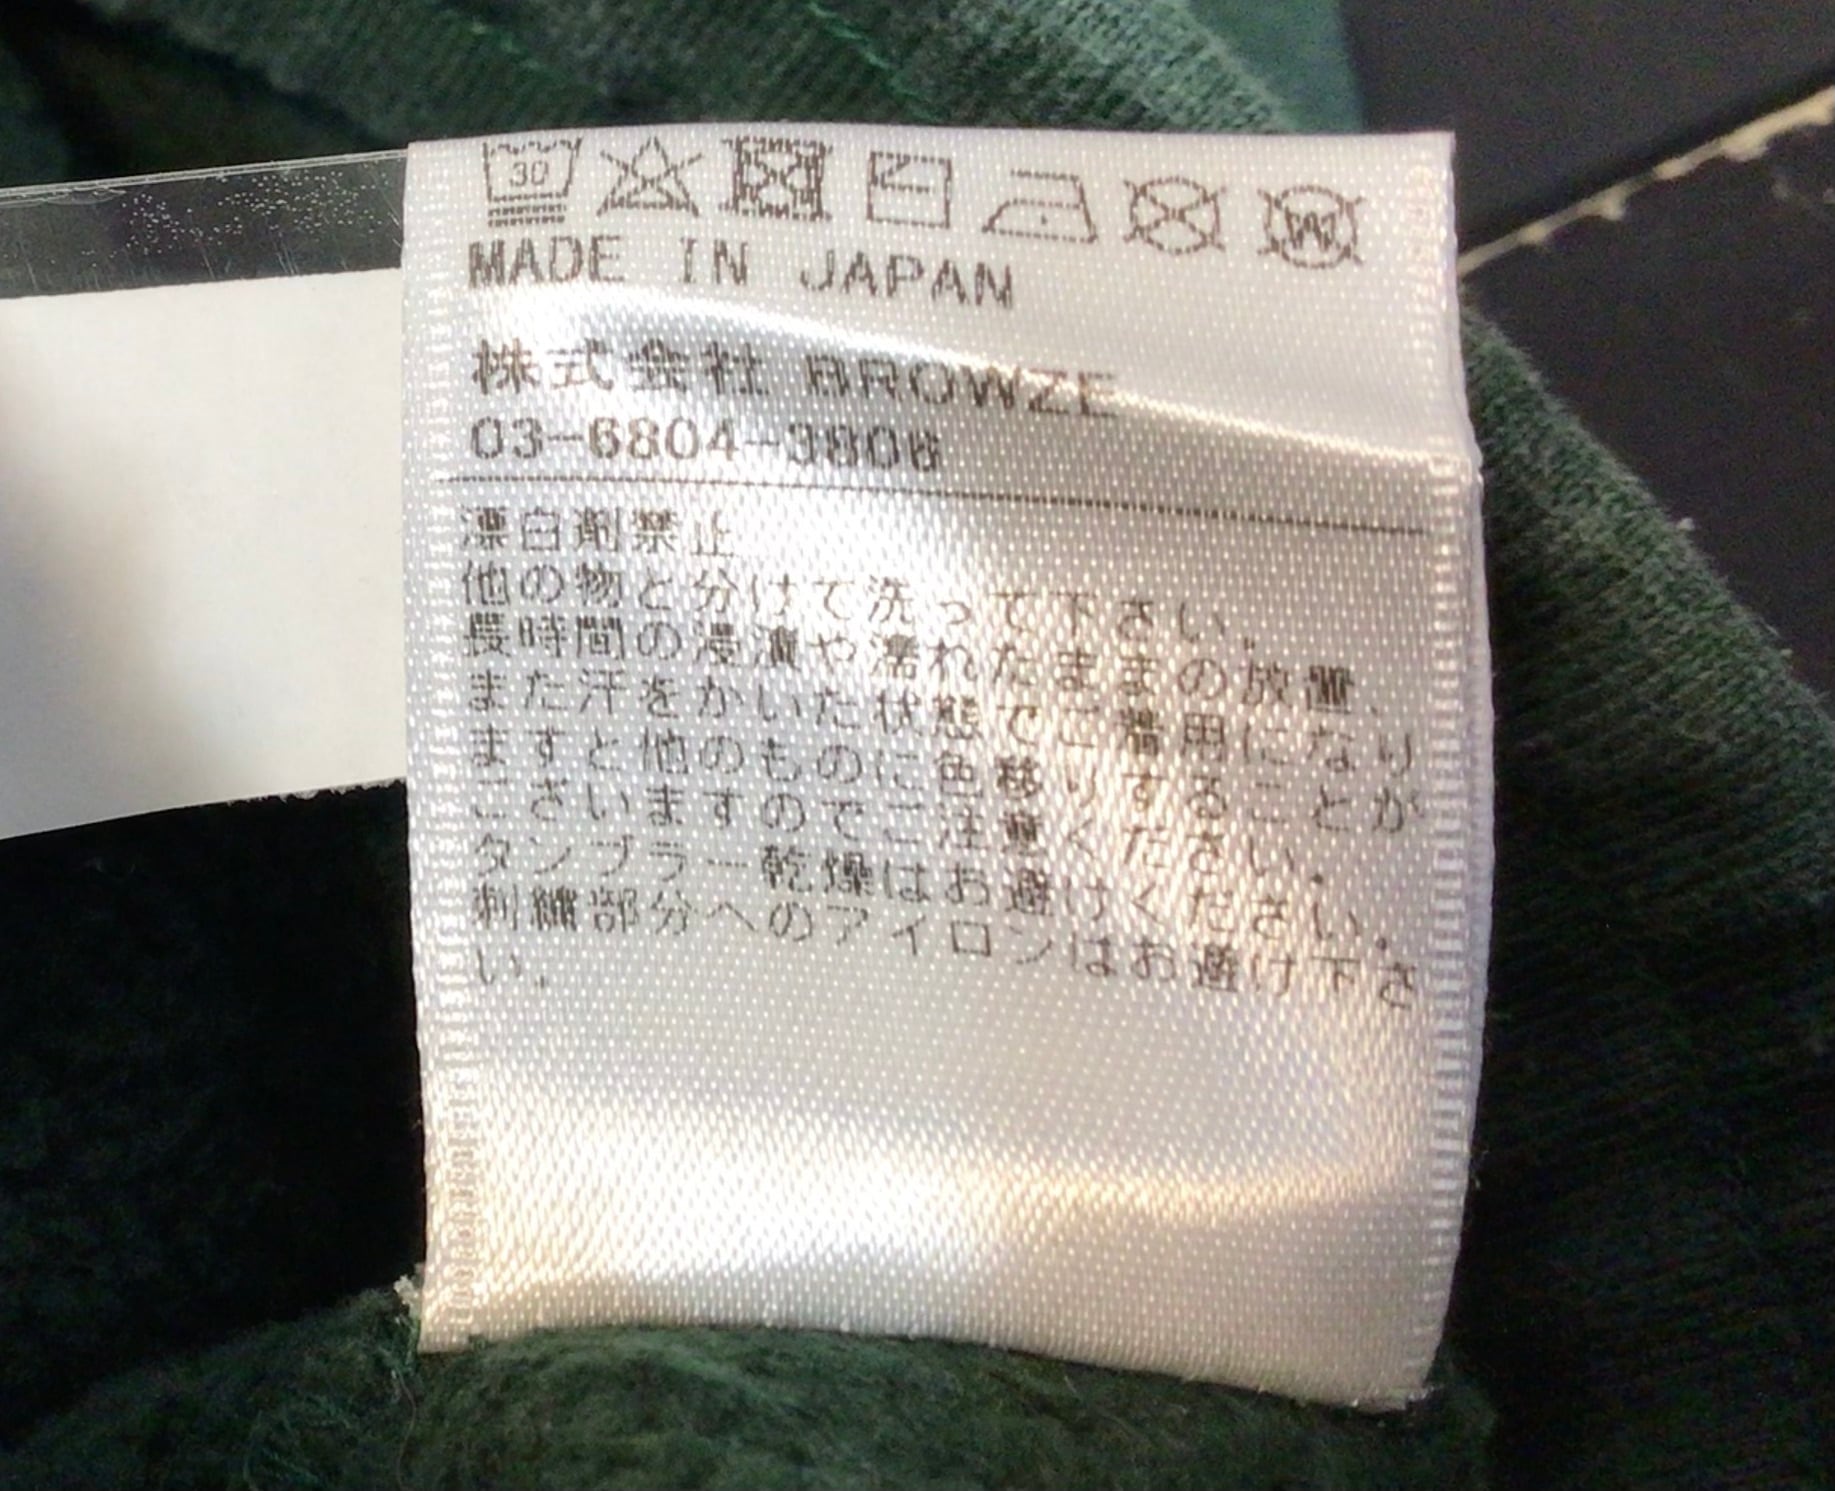 30
MADE IN JAPAN
株式会社 BROWZE
03-6804-3806
漂白剤禁止
他の物と分けて洗って下さい。
長時間の浸漬や濡れたままの放置、
また汗をかいた状態でご着用になり
ますと他のものに色移りすることが
ございますのでご注意ください。
タンブラー乾燥はお避けください。
刺繍部分へのアイロンはお避け下さ
い。